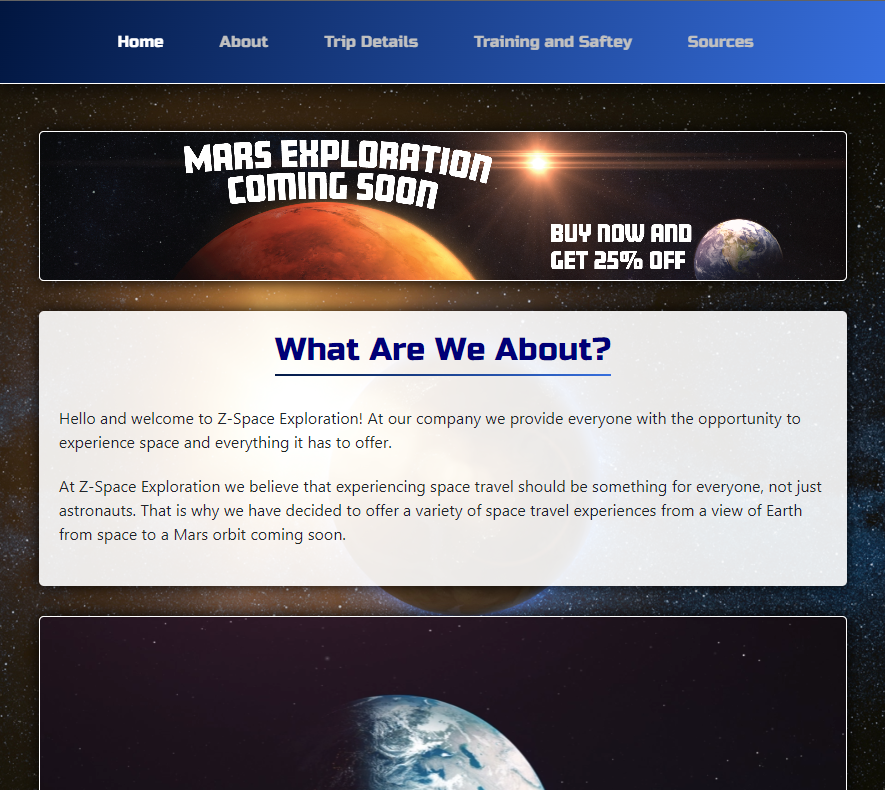 Home About Trip Details Training and Saftey Sources
MARS EXPLORATION
COMING SOON
BUY NOW AND
GET 25% OFF
What Are We About?
Hello and welcome to Z-Space Exploration! At our company we provide everyone with the opportunity to
experience space and everything it has to offer.
At Z-Space Exploration we believe that experiencing space travel should be something for everyone, not just
astronauts. That is why we have decided to offer a variety of space travel experiences from a view of Earth
from space to a Mars orbit coming soon.